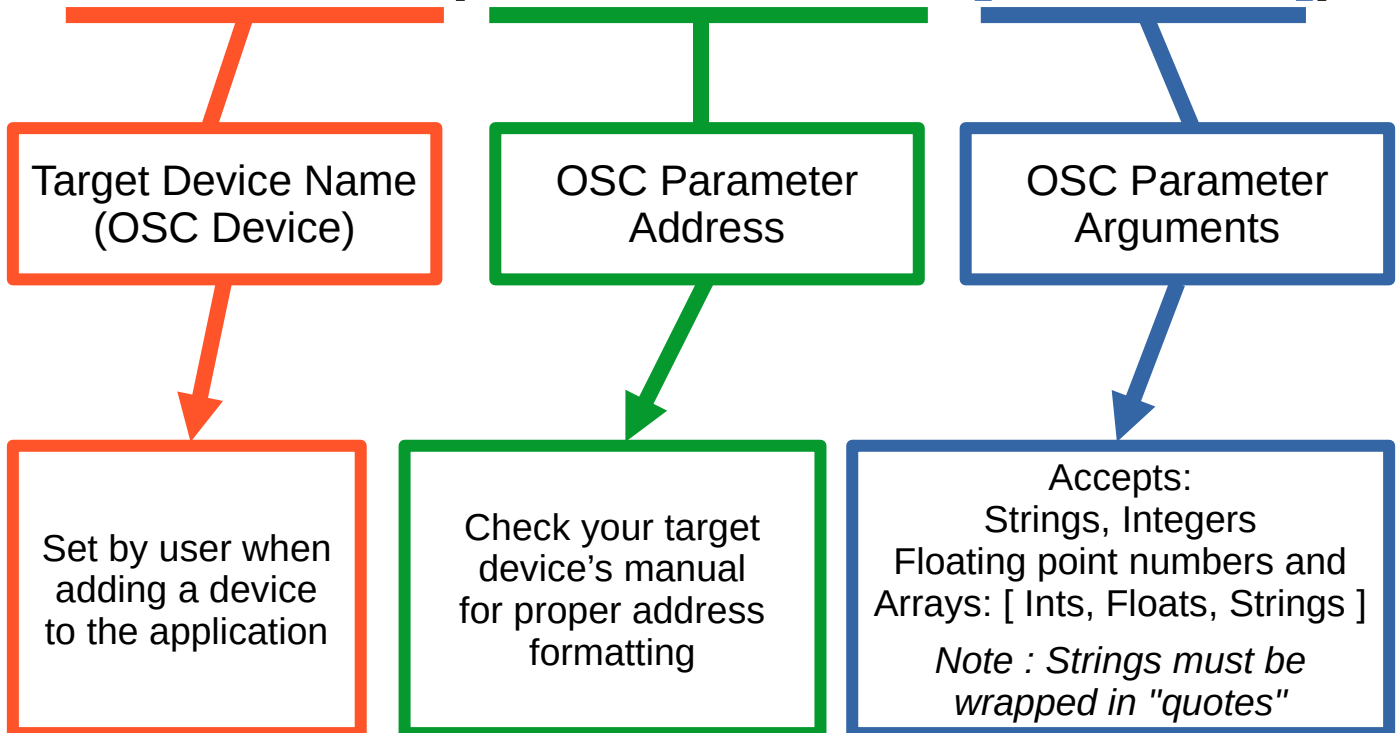 Target Device Name
(OSC Device)
OSC Parameter
Address
OSC Parameter
Arguments
Set by user when
adding a device
to the application
Check your target
device’s manual
for proper address
formatting
Accepts:
Strings, Integers
Floating point numbers and
Arrays: [ Ints, Floats, Strings ]
Note : Strings must be
wrapped in "quotes"